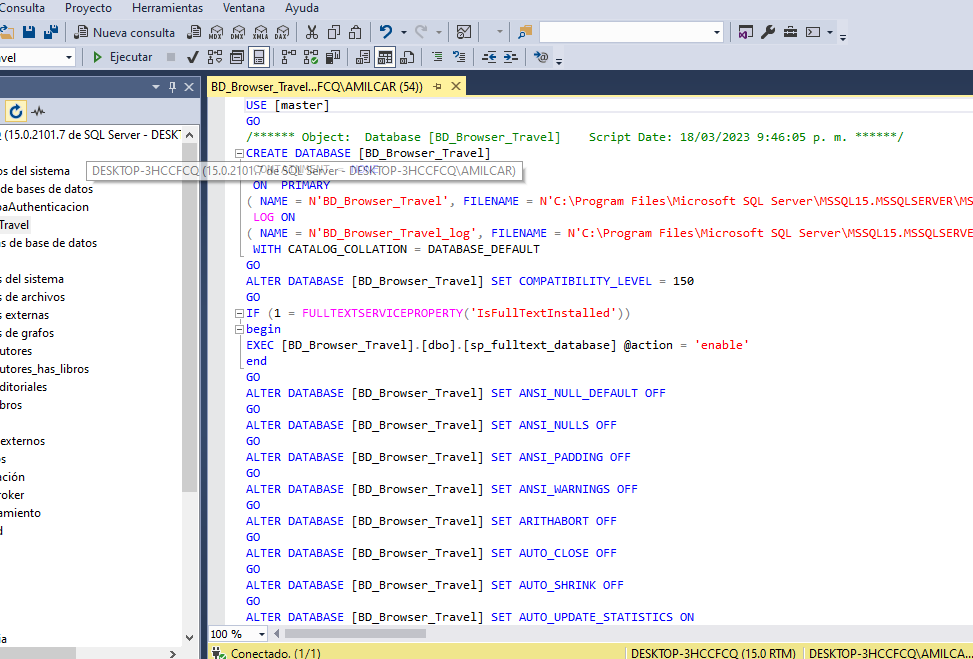 Consulta Proyecto Herramientas Ventana Ayuda
Nueva consulta MDX DMX XMLA DAX
Ejecutar
BD_Browser_Travel...FCQ\AMILCAR (54))
(15.0.2101.7 de SQL Server - DESKT
os del sistema
DESKTOP-3HCCFCQ (15.0.2101.7 de SQL Server - DESKTOP-3HCCFCQ\AMILCAR)
de bases de datos
baAuthenticacion
Travel
as de base de datos
s del sistema
s de archivos
s externas
s de grafos
utores
utores_has_libros
ditoriales
bros
externos
os
nción
roker
amiento
d
ia
USE [master]
GO
/****** Object:  Database [BD_Browser_Travel]    Script Date: 18/03/2023 9:46:05 p. m. ******/
CREATE DATABASE [BD_Browser_Travel]
ON  PRIMARY
( NAME = N'BD_Browser_Travel', FILENAME = N'C:\Program Files\Microsoft SQL Server\MSSQL15.MSSQLSERVER\MS
LOG ON
( NAME = N'BD_Browser_Travel_log', FILENAME = N'C:\Program Files\Microsoft SQL Server\MSSQL15.MSSQLSERVE
WITH CATALOG_COLLATION = DATABASE_DEFAULT
GO
ALTER DATABASE [BD_Browser_Travel] SET COMPATIBILITY_LEVEL = 150
GO
IF (1 = FULLTEXTSERVICEPROPERTY('IsFullTextInstalled'))
begin
EXEC [BD_Browser_Travel].[dbo].[sp_fulltext_database] @action = 'enable'
end
GO
ALTER DATABASE [BD_Browser_Travel] SET ANSI_NULL_DEFAULT OFF
GO
ALTER DATABASE [BD_Browser_Travel] SET ANSI_NULLS OFF
GO
ALTER DATABASE [BD_Browser_Travel] SET ANSI_PADDING OFF
GO
ALTER DATABASE [BD_Browser_Travel] SET ANSI_WARNINGS OFF
GO
ALTER DATABASE [BD_Browser_Travel] SET ARITHABORT OFF
GO
ALTER DATABASE [BD_Browser_Travel] SET AUTO_CLOSE OFF
GO
ALTER DATABASE [BD_Browser_Travel] SET AUTO_SHRINK OFF
GO
ALTER DATABASE [BD_Browser_Travel] SET AUTO_UPDATE_STATISTICS ON
100 %
Conectado. (1/1) DESKTOP-3HCCFCQ (15.0 RTM) DESKTOP-3HCCFCQ\AMILCA...